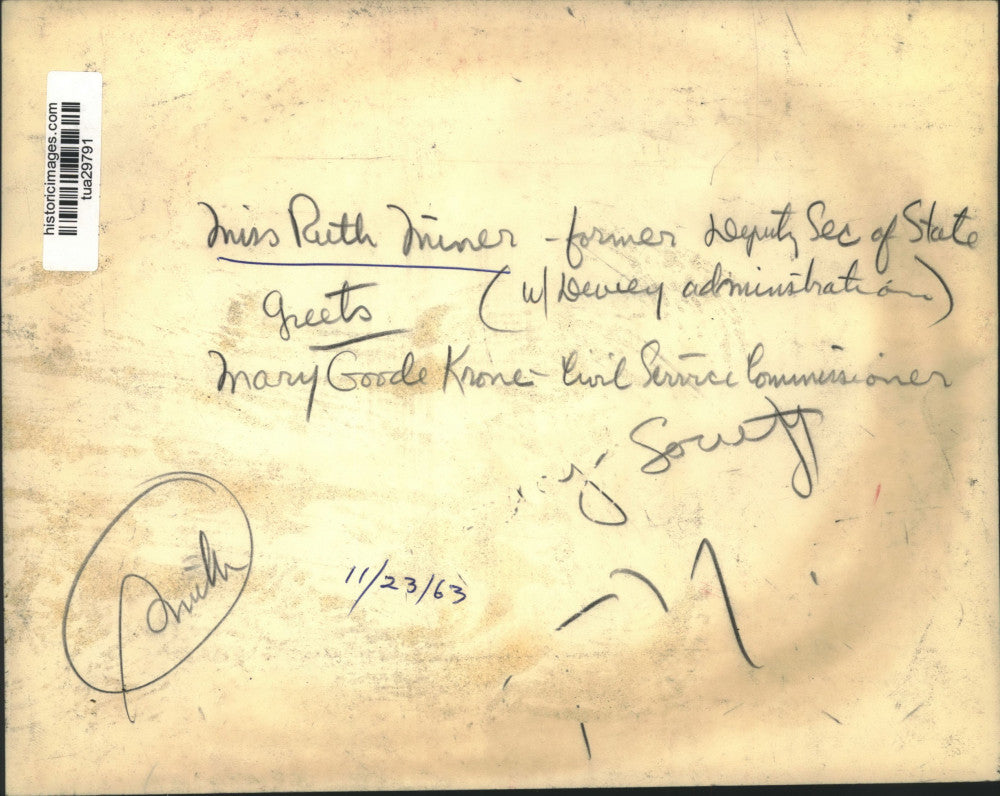 historicimages.com
tua29791
Miss Ruth Miner - former Deputy Sec of State
Greets (w/ Dewey administration)
Mary Goode Krone - Civil Service Commissioner
Society
Smith
11/23/63